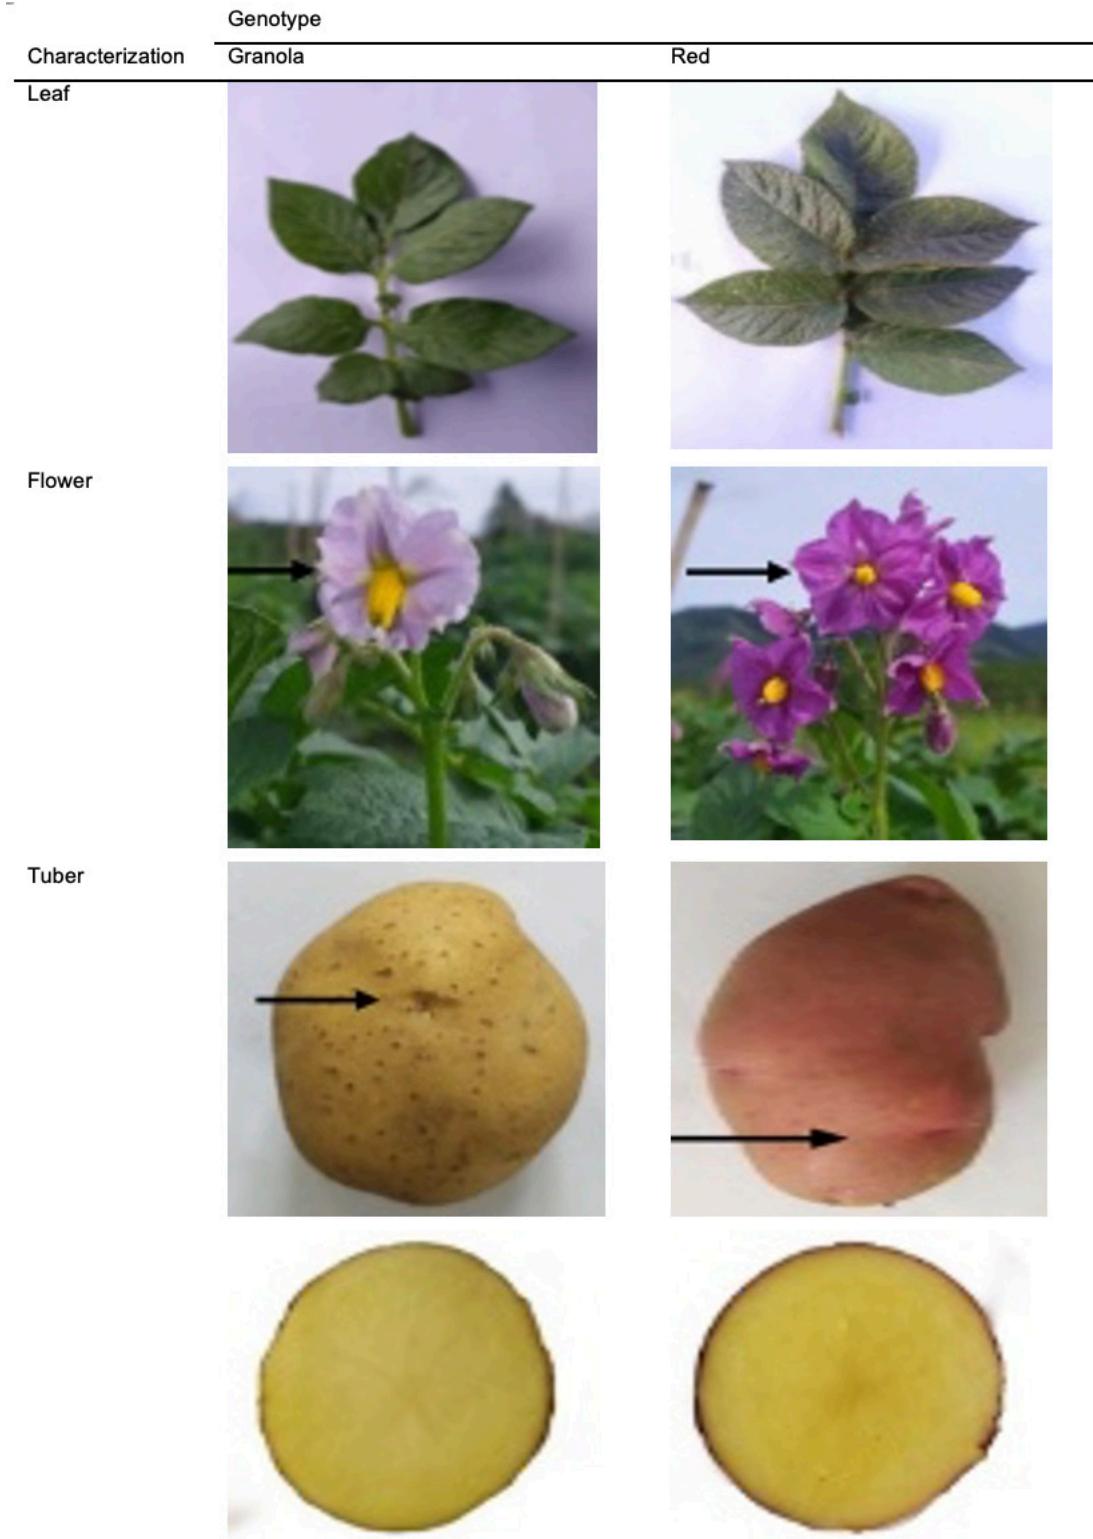 Genotype
Characterization Granola Red
Leaf
Flower
Tuber